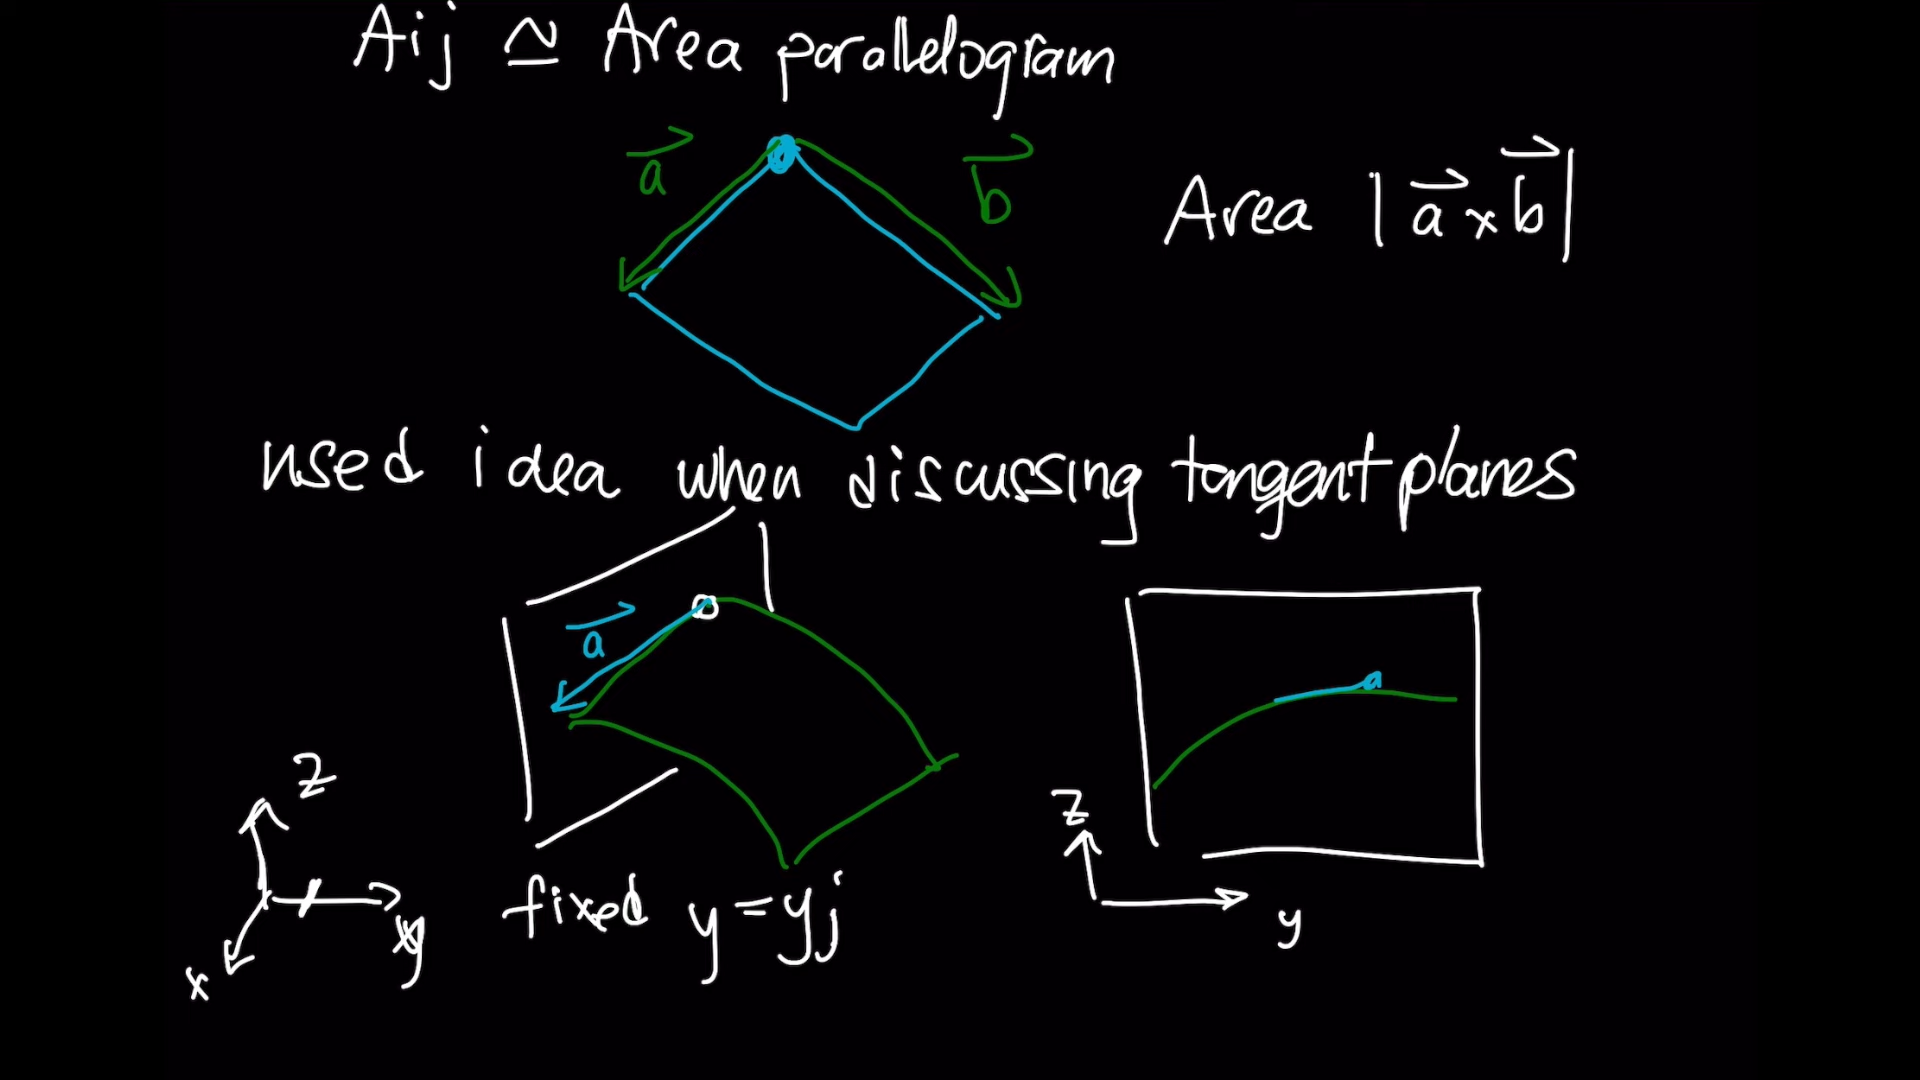 Aij ≃ Area parallelogram
a⃗
b⃗
Area |a⃗ × b⃗|
used idea when discussing tangent planes
a⃗
z
x
y
fixed y = yj
z
y